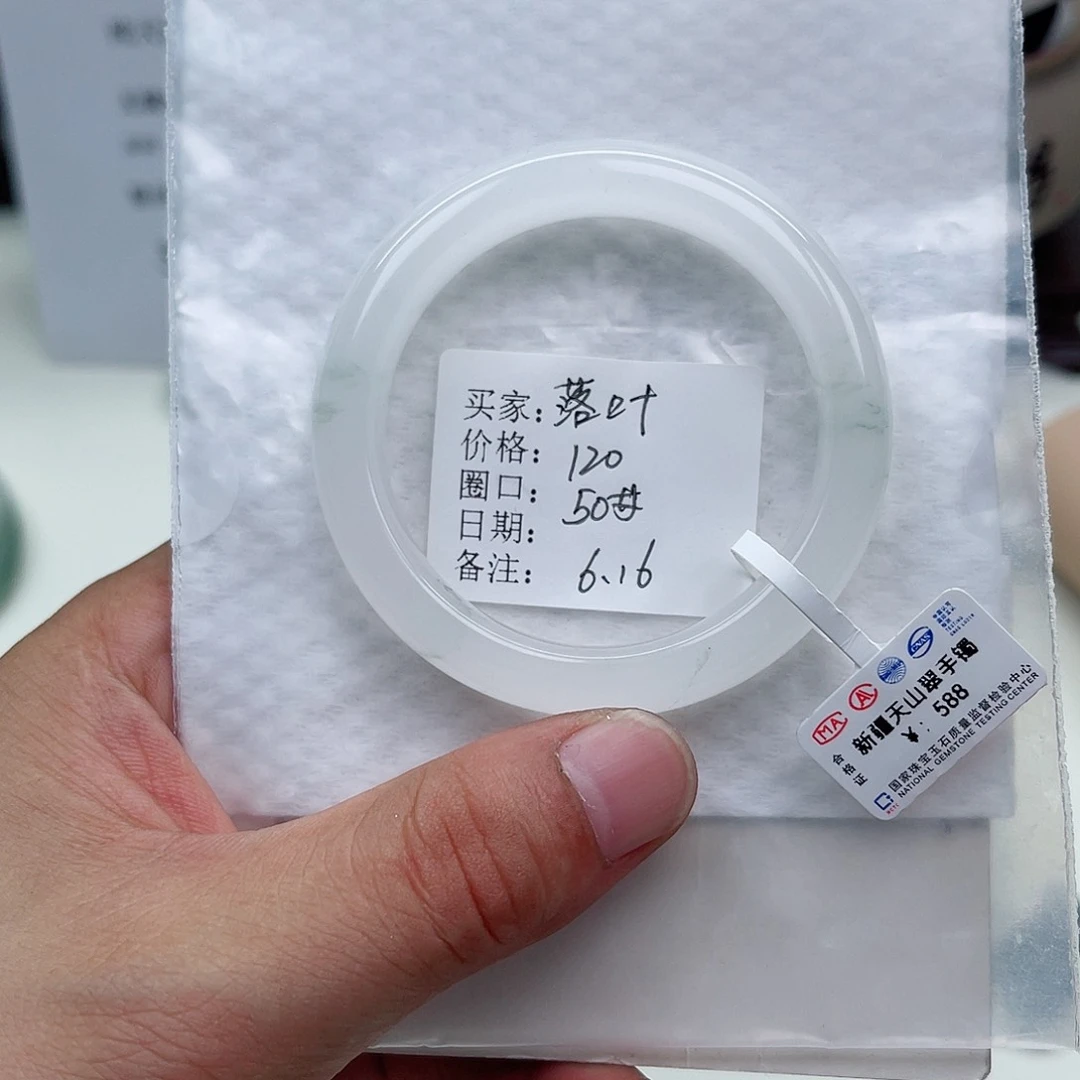 买家：落叶
价格：120
圈口：50
日期：
备注：6.16
MA
AL
新疆天山翠手镯
588
合格证
国家珠宝玉石质量监督检验中心
NATIONAL GEMSTONE TESTING CENTER